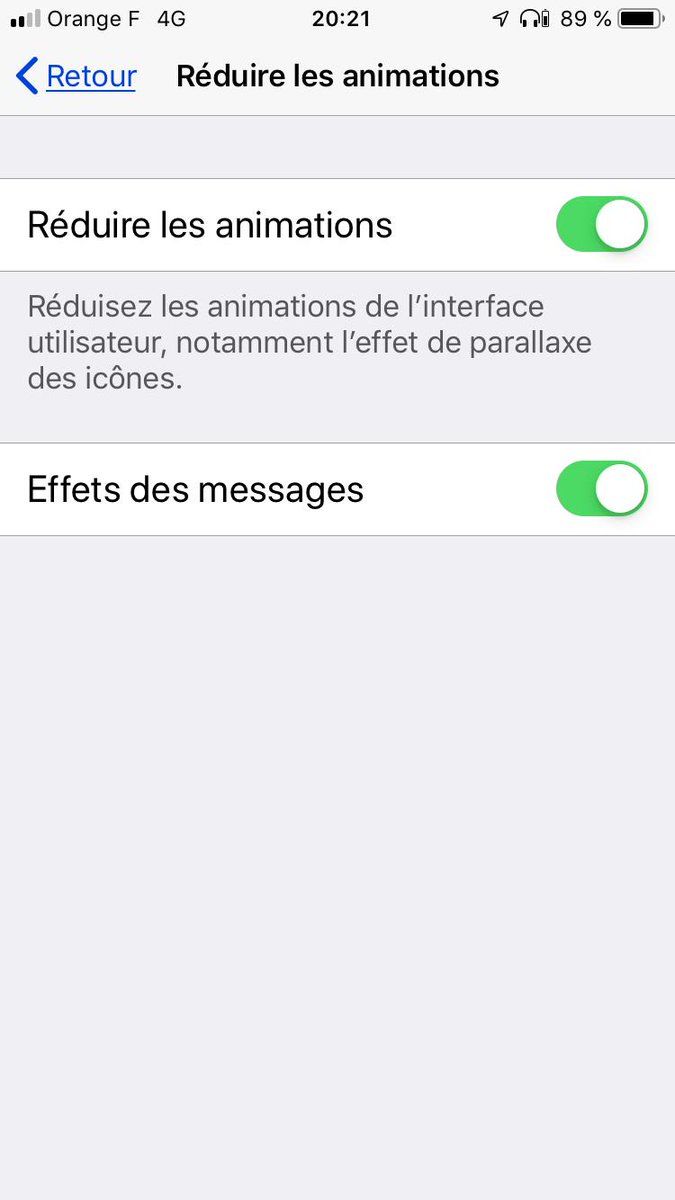 Orange F 4G 20:21 89 %
Retour Réduire les animations
Réduire les animations
Réduisez les animations de l’interface
utilisateur, notamment l’effet de parallaxe
des icônes.
Effets des messages